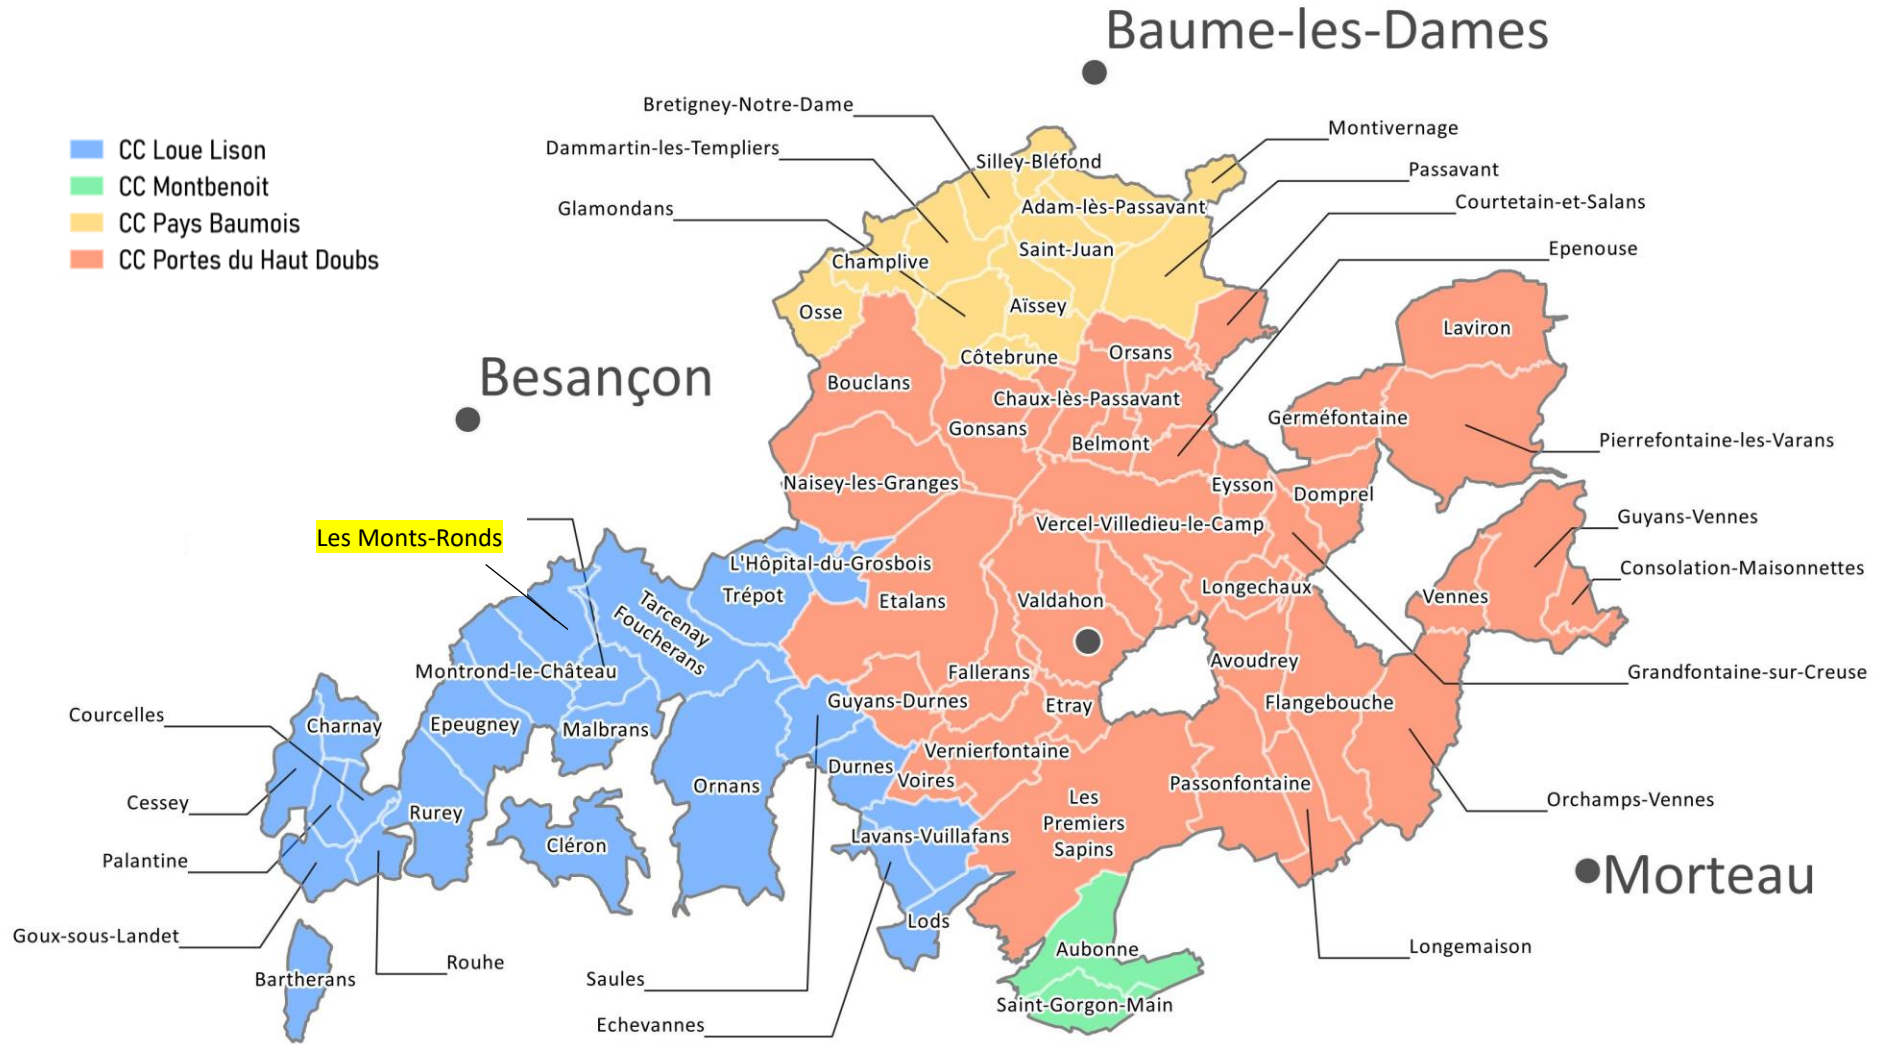 Baume-les-Dames
Bretigney-Notre-Dame
Montivernage
CC Loue Lison
Dammartin-les-Templiers
Silley-Bléfond
Passavant
CC Montbenoit
Glamondans
Adam-lès-Passavant
Courtetain-et-Salans
CC Pays Baumois
Saint-Juan
Epenouse
CC Portes du Haut Doubs
Champlive
Osse
Aïssey
Laviron
Côtebrune
Orsans
Besançon
Bouclans
Chaux-lès-Passavant
Germéfontaine
Gonsans
Belmont
Pierrefontaine-les-Varans
Naisey-les-Granges
Eysson
Domprel
Les Monts-Ronds
Vercel-Villedieu-le-Camp
Guyans-Vennes
L'Hôpital-du-Grosbois
Consolation-Maisonnettes
Trépot
Etalans
Valdahon
Longechaux
Vennes
Tarcenay
Foucherans
Montrond-le-Château
Fallerans
Avoudrey
Grandfontaine-sur-Creuse
Guyans-Durnes
Etray
Flangebouche
Courcelles
Charnay
Epeugney
Malbrans
Vernierfontaine
Durnes
Voires
Ornans
Passonfontaine
Cessey
Rurey
Les
Premiers
Sapins
Orchamps-Vennes
Palantine
Cléron
Lavans-Vuillafans
Morteau
Lods
Goux-sous-Landet
Rouhe
Aubonne
Longemaison
Bartherans
Saules
Saint-Gorgon-Main
Echevannes